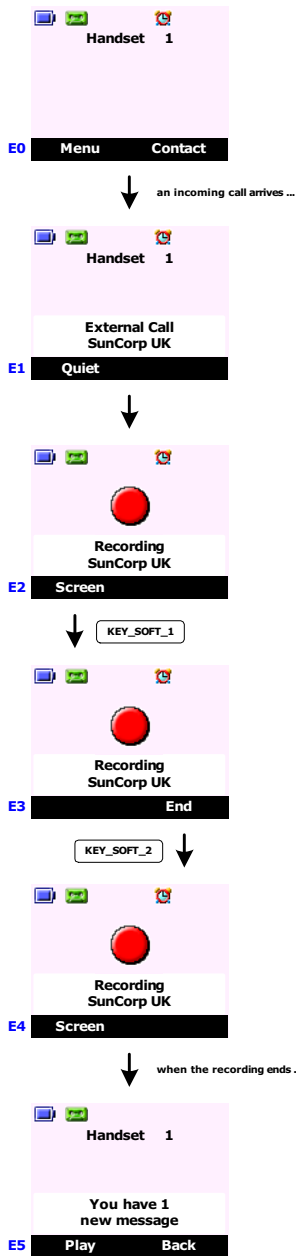 Handset 1
E0 Menu Contact
an incoming call arrives ...
Handset 1
External Call
SunCorp UK
E1 Quiet
Recording
SunCorp UK
E2 Screen
KEY_SOFT_1
Recording
SunCorp UK
E3 End
KEY_SOFT_2
Recording
SunCorp UK
E4 Screen
when the recording ends .
Handset 1
You have 1
new message
E5 Play Back